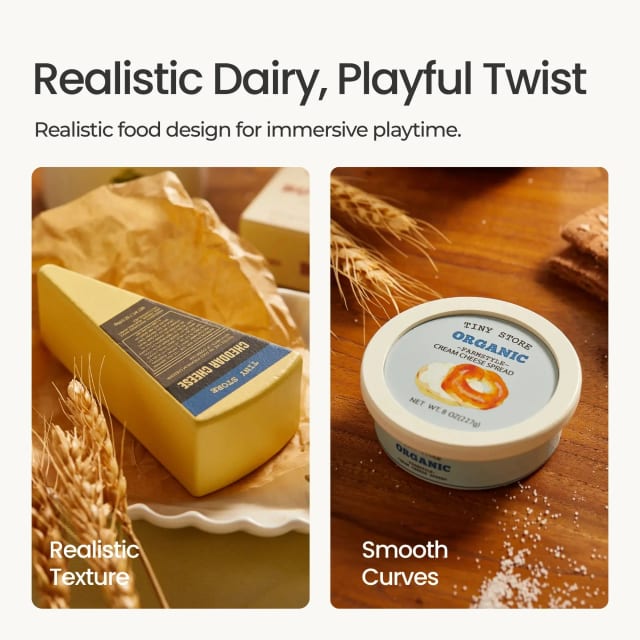 Realistic Dairy, Playful Twist
Realistic food design for immersive playtime.
TINY STORE
CHEDDAR CHEESE
Realistic
Texture
TINY STORE
ORGANIC
~FARMSTYLE~
CREAM CHEESE SPREAD
NET WT. 8 OZ(227g)
ORGANIC
Smooth
Curves